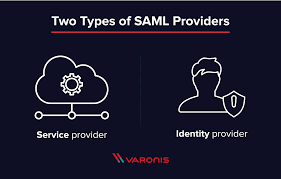 Two Types of SAML Providers
Service provider
Identity provider
VARONIS